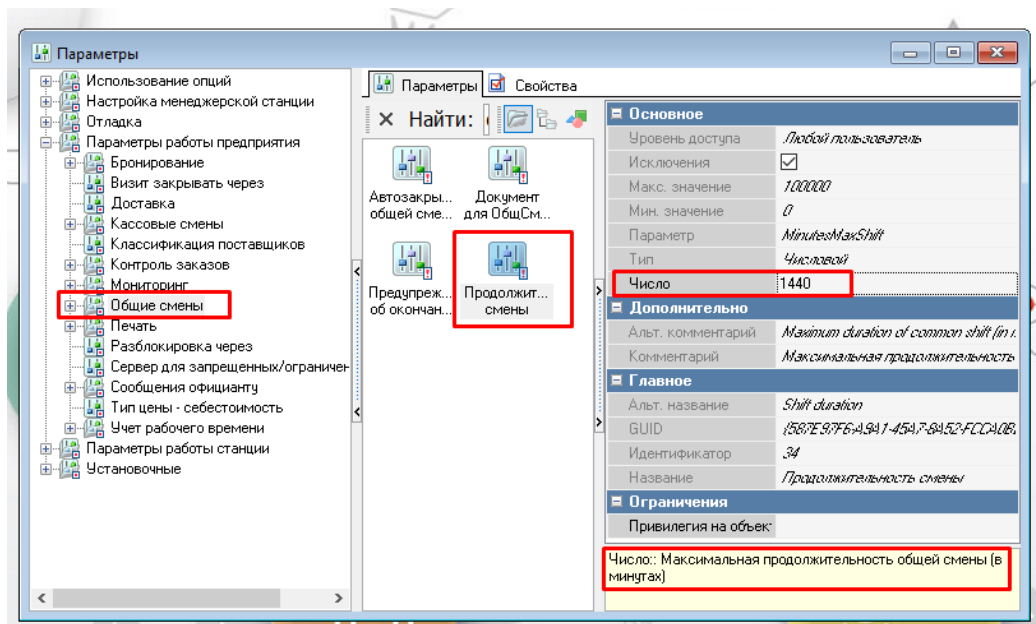 Параметры
Использование опций
Настройка менеджерской станции
Отладка
Параметры работы предприятия
Бронирование
Визит закрывать через
Доставка
Кассовые смены
Классификация поставщиков
Контроль заказов
Мониторинг
Общие смены
Печать
Разблокировка через
Сервер для запрещенных/ограничен
Сообщения официанту
Тип цены - себестоимость
Учет рабочего времени
Параметры работы станции
Установочные
Параметры Свойства
Найти:
Автозакры...
общей сме...
Документ
для ОбщСм...
Предупреж...
об окончан...
Продолжит...
смены
Основное
Уровень доступа Любой пользователь
Исключения
Макс. значение 100000
Мин. значение 0
Параметр MinutesMaxShift
Тип Числовой
Число 1440
Дополнительно
Альт. комментарий Maximum duration of common shift (in
Комментарий Максимальная продолжительность
Главное
Альт. название Shift duration
GUID
Идентификатор 34
Название Продолжительность смены
Ограничения
Привилегия на объек
Число:: Максимальная продолжительность общей смены (в
минутах)